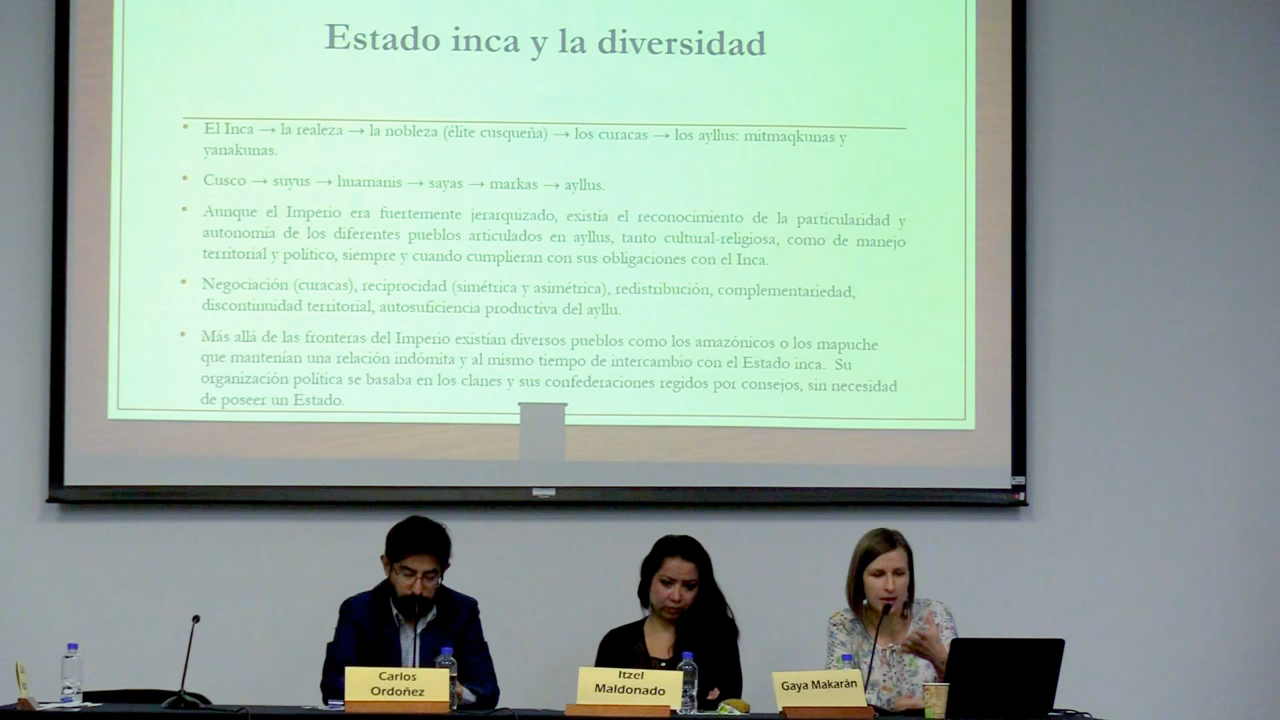 Estado inca y la diversidad
• El Inca → la realeza → la nobleza (élite cusqueña) → los curacas → los ayllus: mitmaqkunas y
yanakunas.
• Cusco → suyus → huamanis → sayas → markas → ayllus.
• Aunque el Imperio era fuertemente jerarquizado, existía el reconocimiento de la particularidad y
autonomía de los diferentes pueblos articulados en ayllus, tanto cultural-religiosa, como de manejo
territorial y político, siempre y cuando cumplieran con sus obligaciones con el Inca.
• Negociación (curacas), reciprocidad (simétrica y asimétrica), redistribución, complementariedad,
discontinuidad territorial, autosuficiencia productiva del ayllu.
• Más allá de las fronteras del Imperio existían diversos pueblos como los amazónicos o los mapuche
que mantenían una relación indómita y al mismo tiempo de intercambio con el Estado inca. Su
organización política se basaba en los clanes y sus confederaciones regidos por consejos, sin necesidad
de poseer un Estado.
Carlos
Ordoñez
Itzel
Maldonado
Gaya Makarán